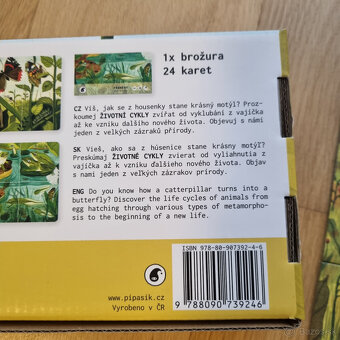 1x brožura
24 karet
CZ Víš, jak se z housenky stane krásný motýl? Proz-
koumej ŽIVOTNÍ CYKLY zvířat od vyklubání z vajíčka
až ke vzniku dalšího nového života. Objevuj s námi
jeden z velkých zázraků přírody.
SK Vieš, ako sa z húsenice stane krásny motýľ?
Preskúmaj ŽIVOTNÉ CYKLY zvierat od vyliahnutia z
vajíčka až ku vzniku ďalšieho nového života. Objav
s nami jeden z veľkých zázrakov prírody.
ENG Do you know how a catterpillar turns into a
butterfly? Discover the life cycles of animals from
egg hatching through various types of metamorpho-
sis to the beginning of a new life.
ISBN 978-80-907392-4-6
9 788090 739246
www.pipasik.cz
Vyrobeno v ČR